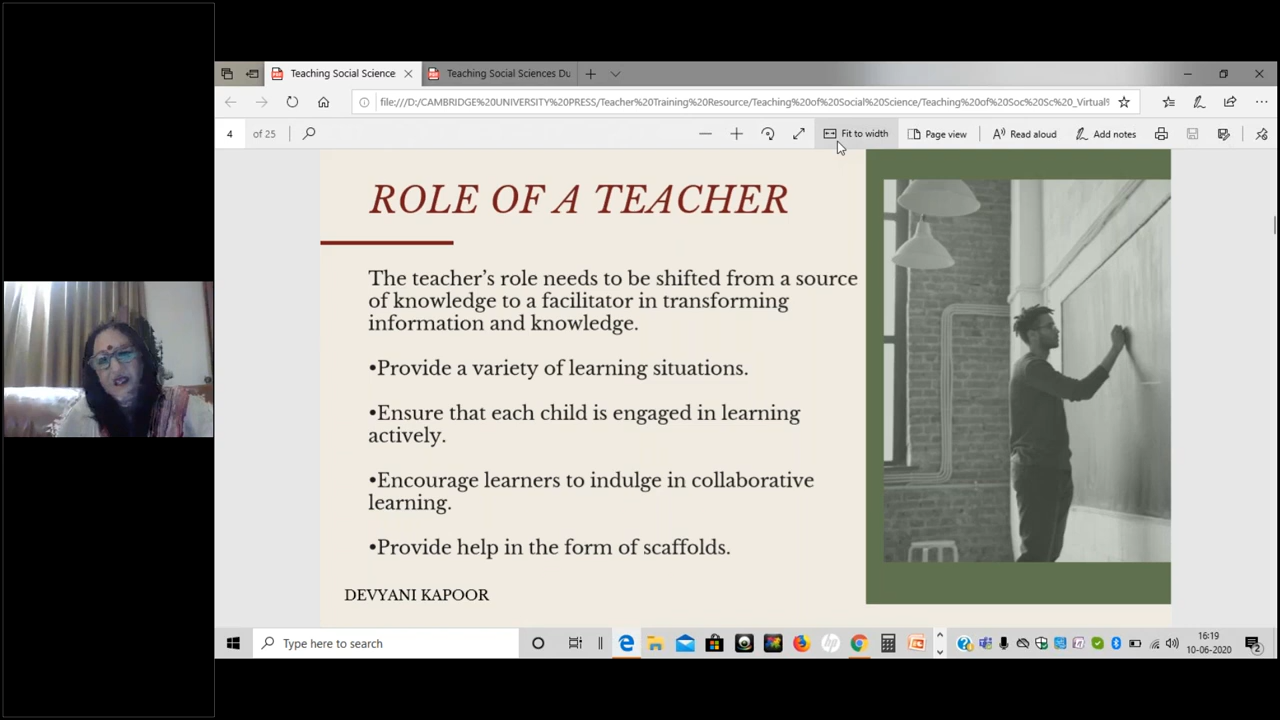 Teaching Social Science
Teaching Social Sciences Du
file:///D:/CAMBRIDGE%20UNIVERSITY%20PRESS/Teacher%20Training%20Resource/Teaching%20of%20Social%20Science/Teaching%20of%20Soc%20Sc%20_Virtual%
4 of 25
Fit to width
Page view
Read aloud
Add notes
ROLE OF A TEACHER
The teacher's role needs to be shifted from a source
of knowledge to a facilitator in transforming
information and knowledge.
•Provide a variety of learning situations.
•Ensure that each child is engaged in learning
actively.
•Encourage learners to indulge in collaborative
learning.
•Provide help in the form of scaffolds.
DEVYANI KAPOOR
Type here to search
16:19
10-06-2020